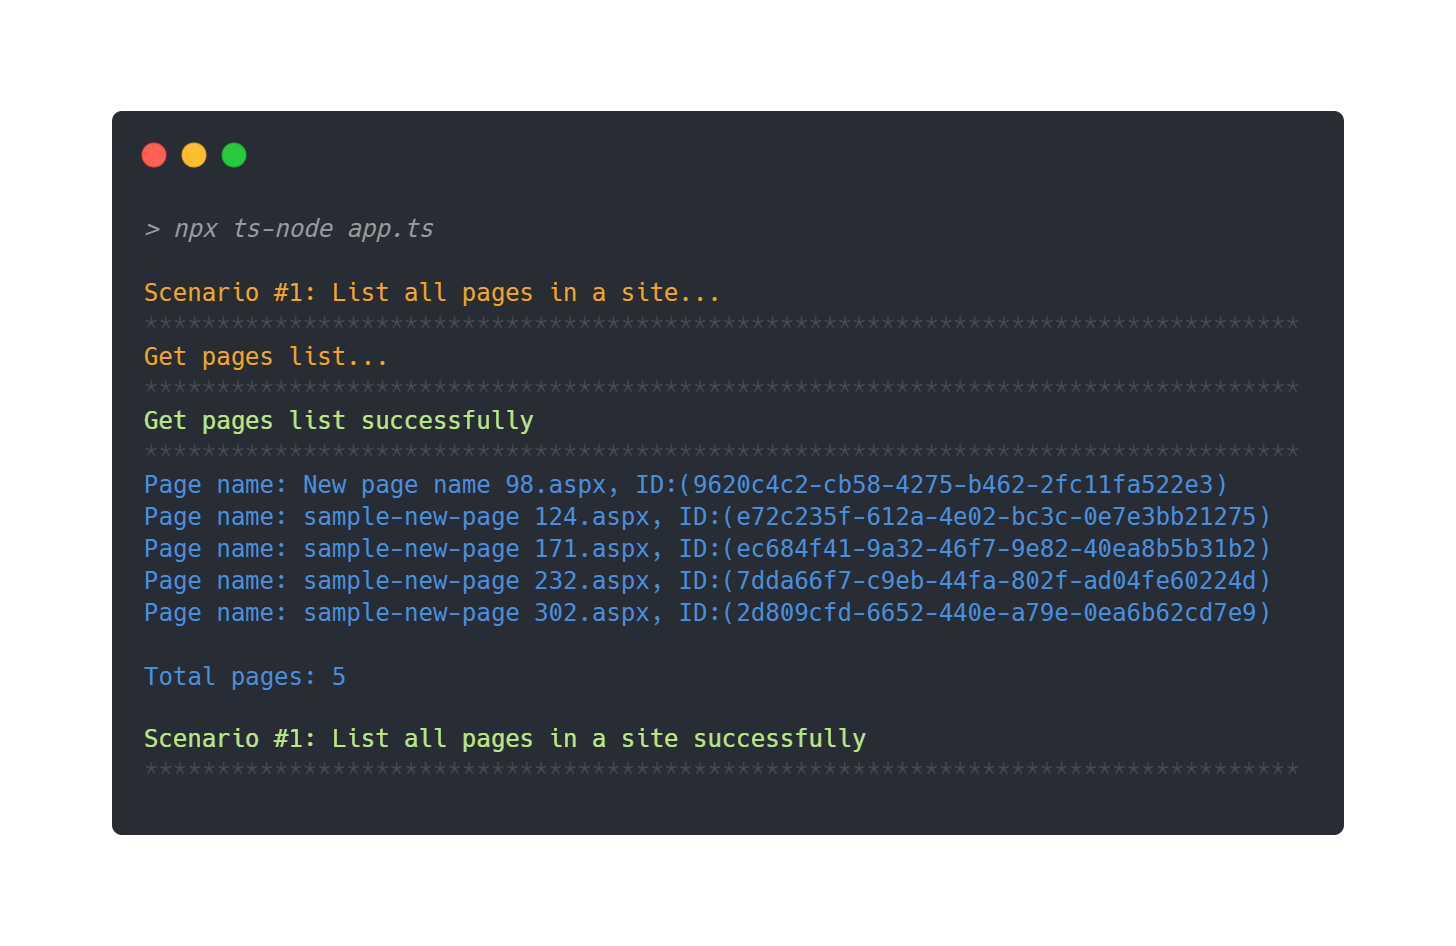 > npx ts-node app.ts
Scenario #1: List all pages in a site...
********************************************************************************
Get pages list...
********************************************************************************
Get pages list successfully
********************************************************************************
Page name: New page name 98.aspx, ID:(9620c4c2-cb58-4275-b462-2fc11fa522e3)
Page name: sample-new-page 124.aspx, ID:(e72c235f-612a-4e02-bc3c-0e7e3bb21275)
Page name: sample-new-page 171.aspx, ID:(ec684f41-9a32-46f7-9e82-40ea8b5b31b2)
Page name: sample-new-page 232.aspx, ID:(7dda66f7-c9eb-44fa-802f-ad04fe60224d)
Page name: sample-new-page 302.aspx, ID:(2d809cfd-6652-440e-a79e-0ea6b62cd7e9)
Total pages: 5
Scenario #1: List all pages in a site successfully
********************************************************************************